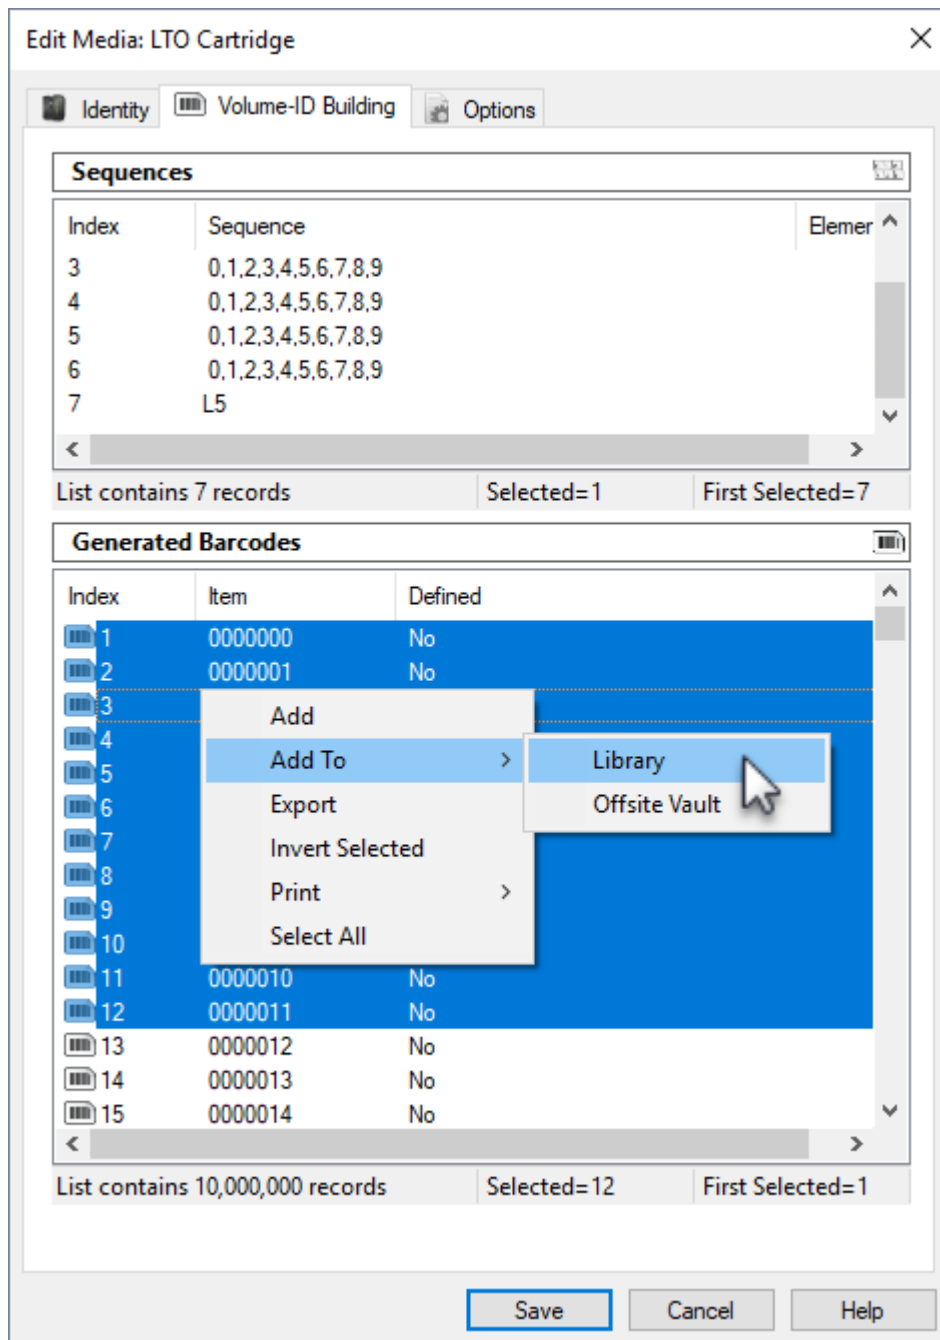 Edit Media: LTO Cartridge
Identity Volume-ID Building Options
Sequences
Index Sequence Elemer
3 0,1,2,3,4,5,6,7,8,9
4 0,1,2,3,4,5,6,7,8,9
5 0,1,2,3,4,5,6,7,8,9
6 0,1,2,3,4,5,6,7,8,9
7 L5
List contains 7 records Selected=1 First Selected=7
Generated Barcodes
Index Item Defined
1 0000000 No
2 0000001 No
3
4
5
6
7
8
9
10
11 0000010 No
12 0000011 No
13 0000012 No
14 0000013 No
15 0000014 No
Add
Add To
Export
Invert Selected
Print
Select All
Library
Offsite Vault
List contains 10,000,000 records Selected=12 First Selected=1
Save Cancel Help